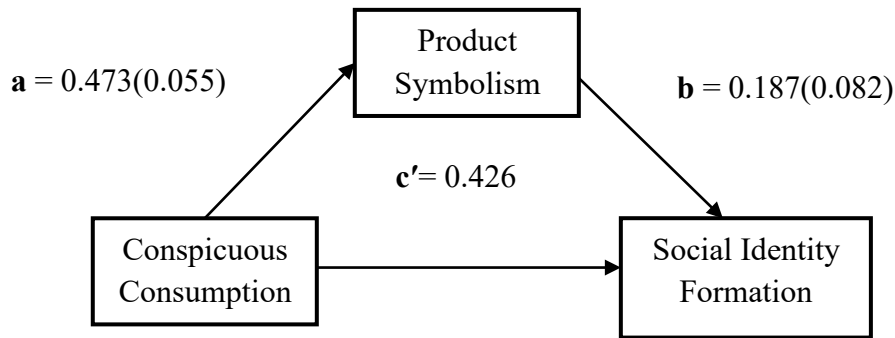 Product
Symbolism
a = 0.473(0.055)
b = 0.187(0.082)
c′= 0.426
Conspicuous
Consumption
Social Identity
Formation